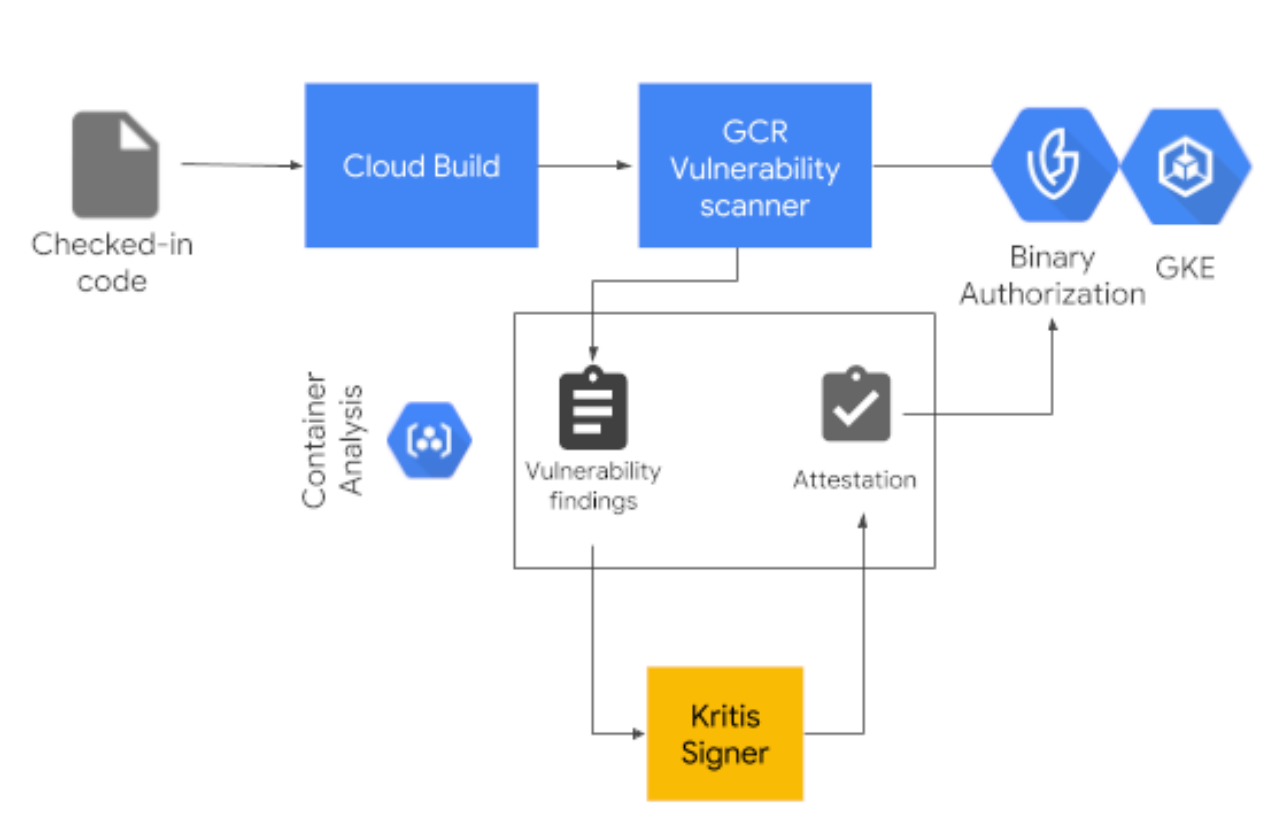 Checked-in
code
Cloud Build
GCR
Vulnerability
scanner
Binary
Authorization
GKE
Container
Analysis
Vulnerability
findings
Attestation
Kritis
Signer